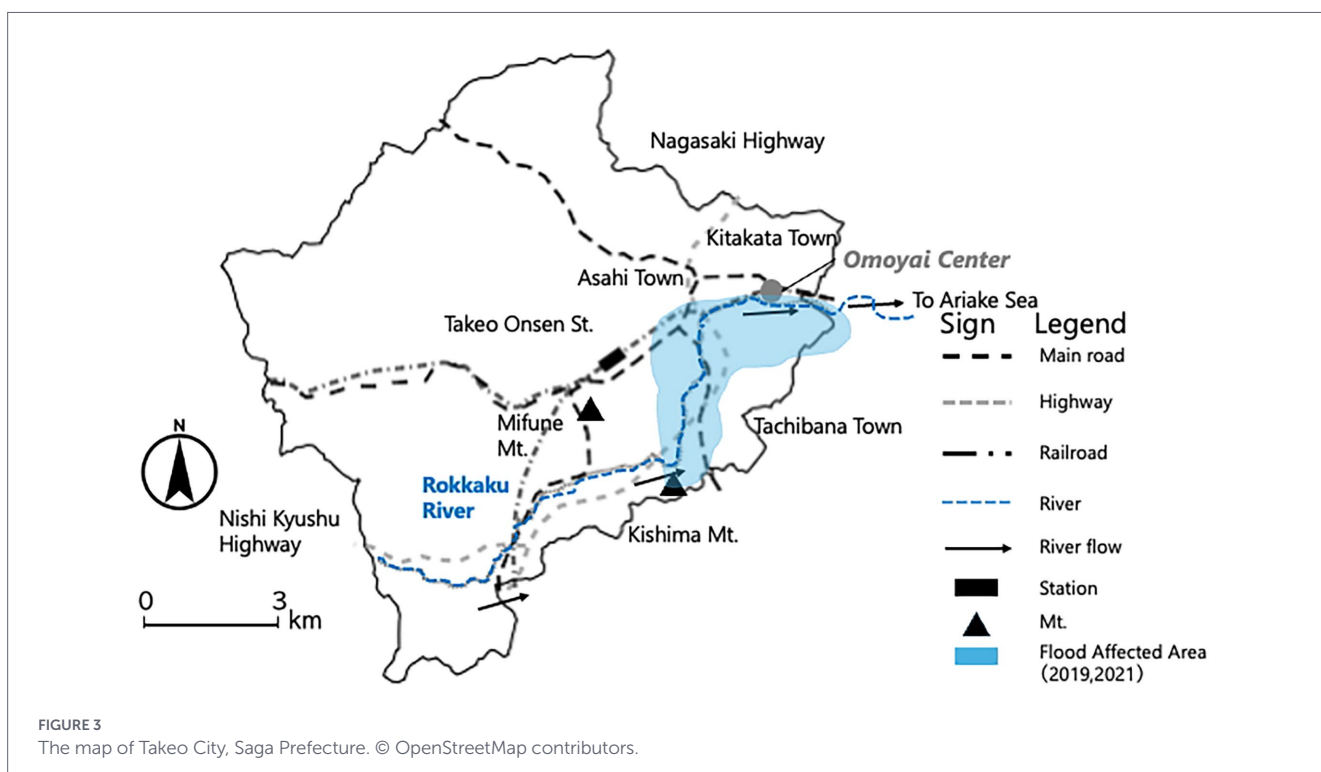 Nagasaki Highway
Kitakata Town
Omoyai Center
Asahi Town
To Ariake Sea
Takeo Onsen St.
Mifune
Mt.
Tachibana Town
N
Rokkaku
River
Nishi Kyushu
Highway
Kishima Mt.
0 3
km
Sign Legend
Main road
Highway
Railroad
River
River flow
Station
Mt.
Flood Affected Area
(2019,2021)
FIGURE 3
The map of Takeo City, Saga Prefecture. © OpenStreetMap contributors.